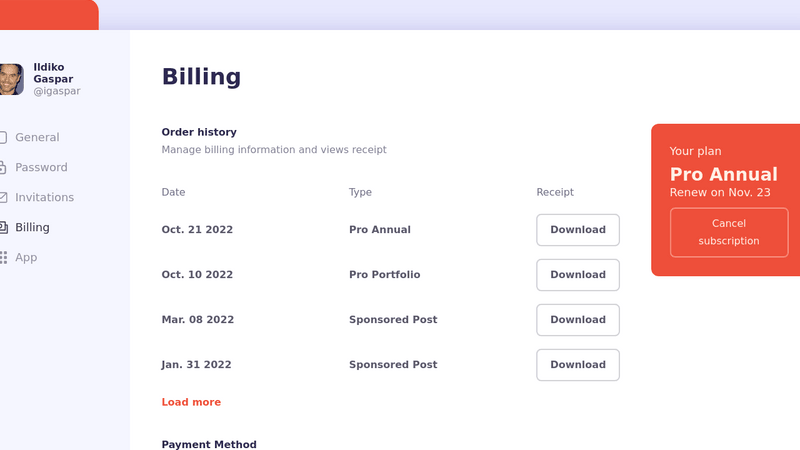 Ildiko
Gaspar
@igaspar
General
Password
Invitations
Billing
App
Billing
Order history
Manage billing information and views receipt
Date Type Receipt
Oct. 21 2022 Pro Annual Download
Oct. 10 2022 Pro Portfolio Download
Mar. 08 2022 Sponsored Post Download
Jan. 31 2022 Sponsored Post Download
Load more
Payment Method
Your plan
Pro Annual
Renew on Nov. 23
Cancel
subscription